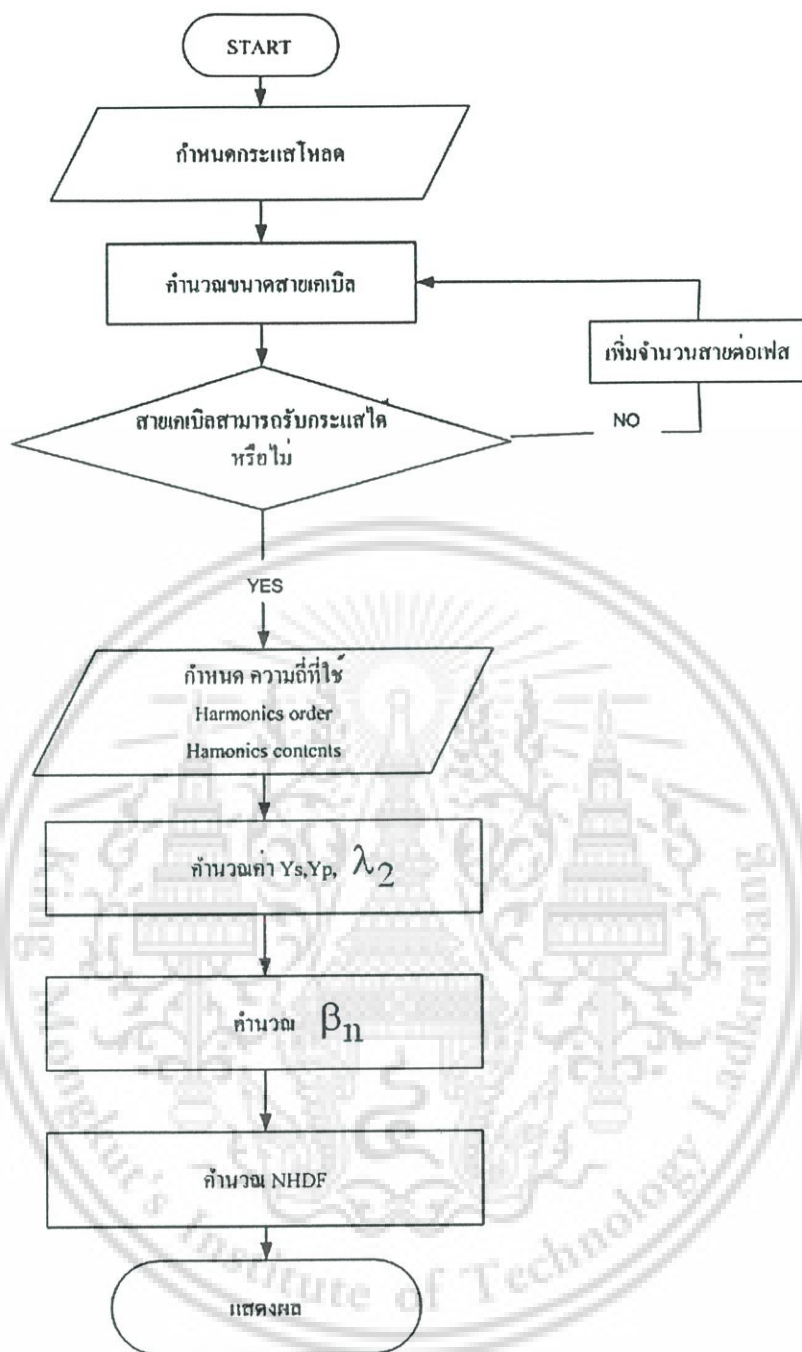 START
กำหนดกระแสโหลด
คำนวณขนาดสายเคเบิล
เพิ่มจำนวนสายต่อเฟส
สายเคเบิลสามารถรับกระแสได้
หรือไม่
NO
YES
กำหนด ความถี่ที่ใช้
Harmonics order
Hamonics contents
คำนวณค่า Ys,Yp, λ2
คำนวณ βn
คำนวณ NHDF
แสดงผล
King Mongkut's Institute of Technology Ladkrabang